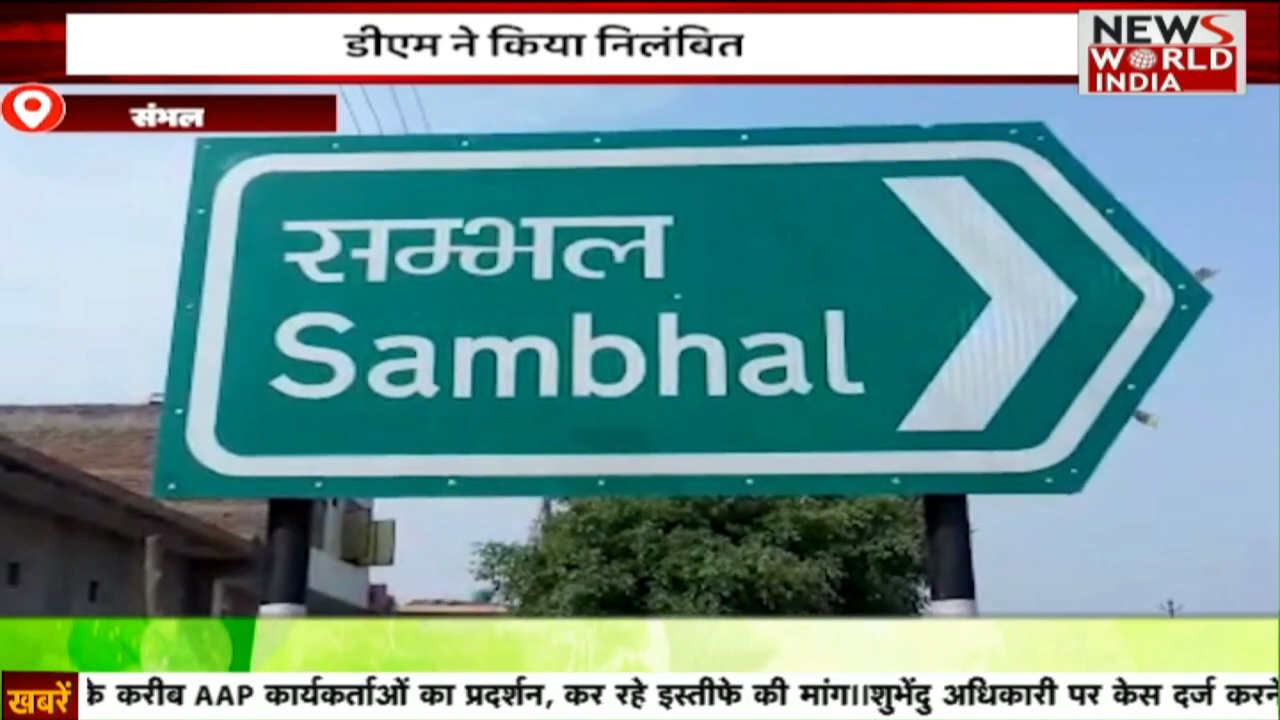 डीएम ने किया निलंबित
NEWS
WORLD
INDIA
संभल
सम्भल
Sambhal
खबरें
के करीब AAP कार्यकर्ताओं का प्रदर्शन, कर रहे इस्तीफे की मांग।।शुभेंदु अधिकारी पर केस दर्ज करने